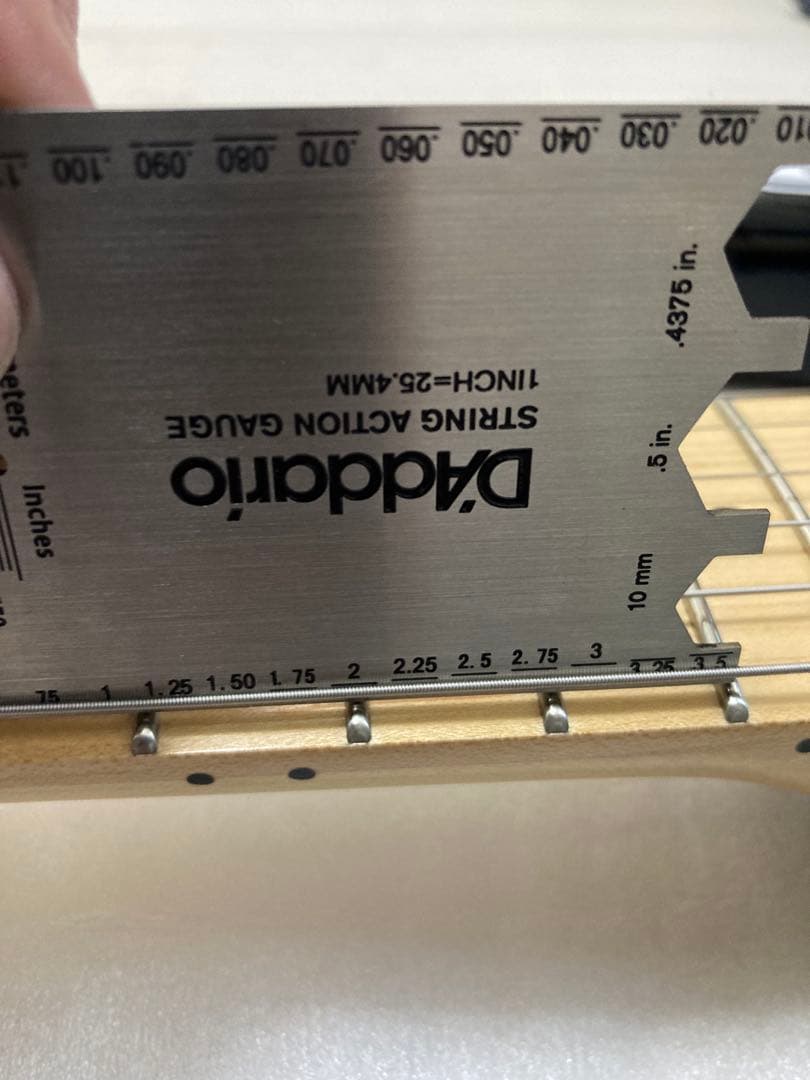 .100 .090 .080 .070 .060 .050 .040 .030 .020
.4375 in.
.5 in.
10 mm
1INCH=25.4MM
STRING ACTION GAUGE
D'Addario
Inches
1 1.25 1.50 1.75 2 2.25 2.5 2.75 3 3.25 3.5